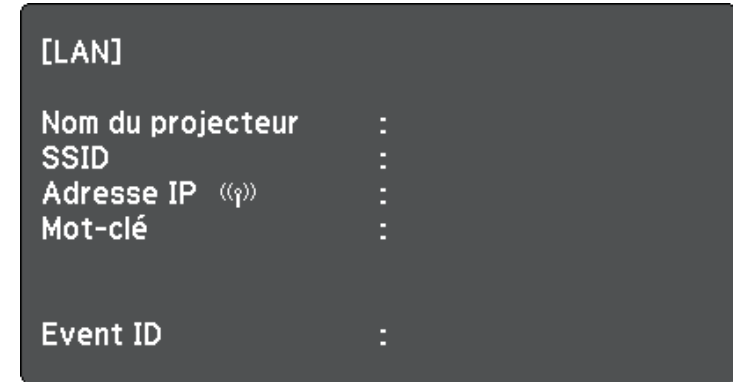 [LAN]
Nom du projecteur :
SSID :
Adresse IP :
Mot-clé :
Event ID :